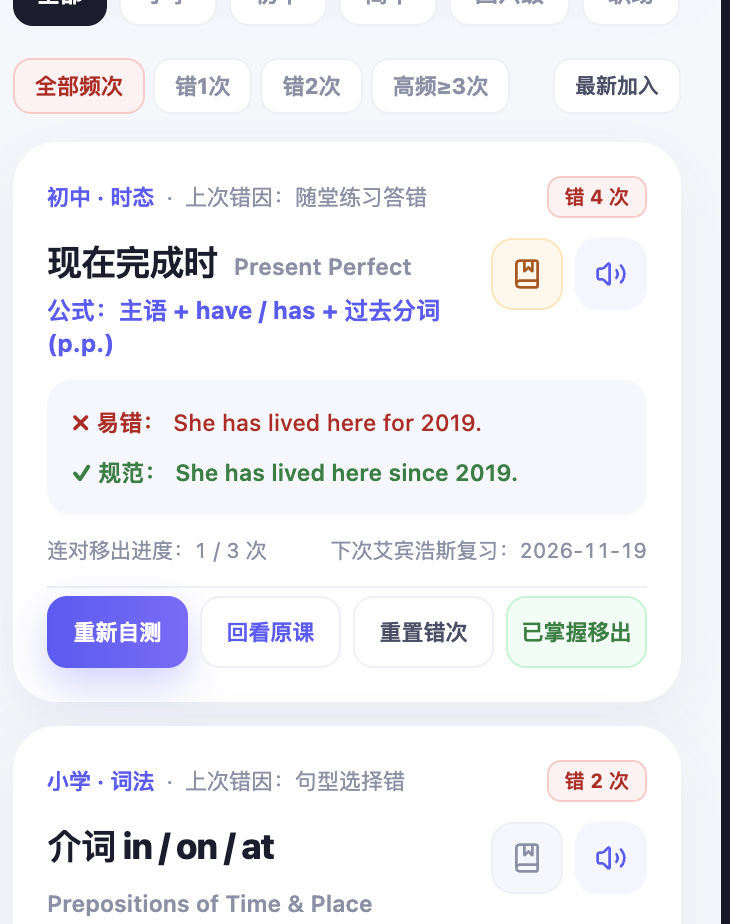 全部频次 错1次 错2次 高频≥3次 最新加入
初中 · 时态 · 上次错因：随堂练习答错 错 4 次
现在完成时 Present Perfect
公式：主语 + have / has + 过去分词
(p.p.)
易错： She has lived here for 2019.
规范： She has lived here since 2019.
连对移出进度：1 / 3 次 下次艾宾浩斯复习：2026-11-19
重新自测 回看原课 重置错次 已掌握移出
小学 · 词法 · 上次错因：句型选择错 错 2 次
介词 in / on / at
Prepositions of Time & Place